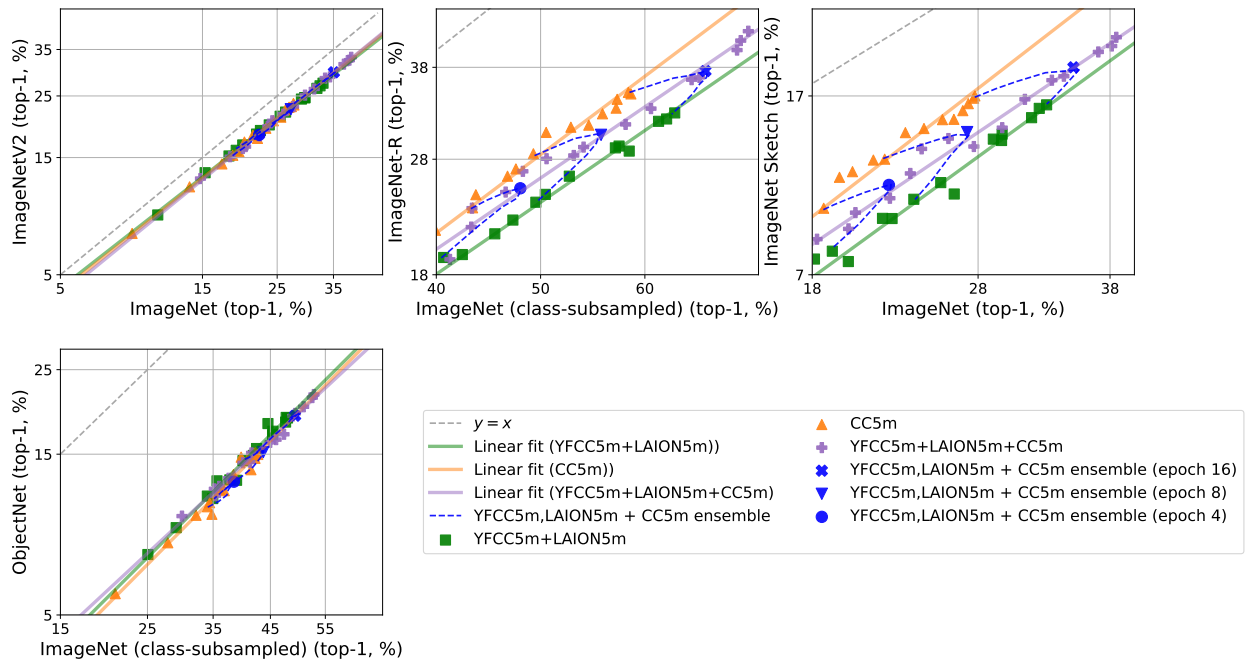 ImageNetV2 (top-1, %)
35
25
15
5
5
15
25
35
ImageNet (top-1, %)
ImageNet-R (top-1, %)
38
28
18
40
50
60
ImageNet (class-subsampled) (top-1, %)
ImageNet Sketch (top-1, %)
17
7
18
28
38
ImageNet (top-1, %)
ObjectNet (top-1, %)
25
15
5
15
25
35
45
55
ImageNet (class-subsampled) (top-1, %)
y = x
Linear fit (YFCC5m+LAION5m))
Linear fit (CC5m))
Linear fit (YFCC5m+LAION5m+CC5m)
YFCC5m,LAION5m + CC5m ensemble
YFCC5m+LAION5m
CC5m
YFCC5m+LAION5m+CC5m
YFCC5m,LAION5m + CC5m ensemble (epoch 16)
YFCC5m,LAION5m + CC5m ensemble (epoch 8)
YFCC5m,LAION5m + CC5m ensemble (epoch 4)